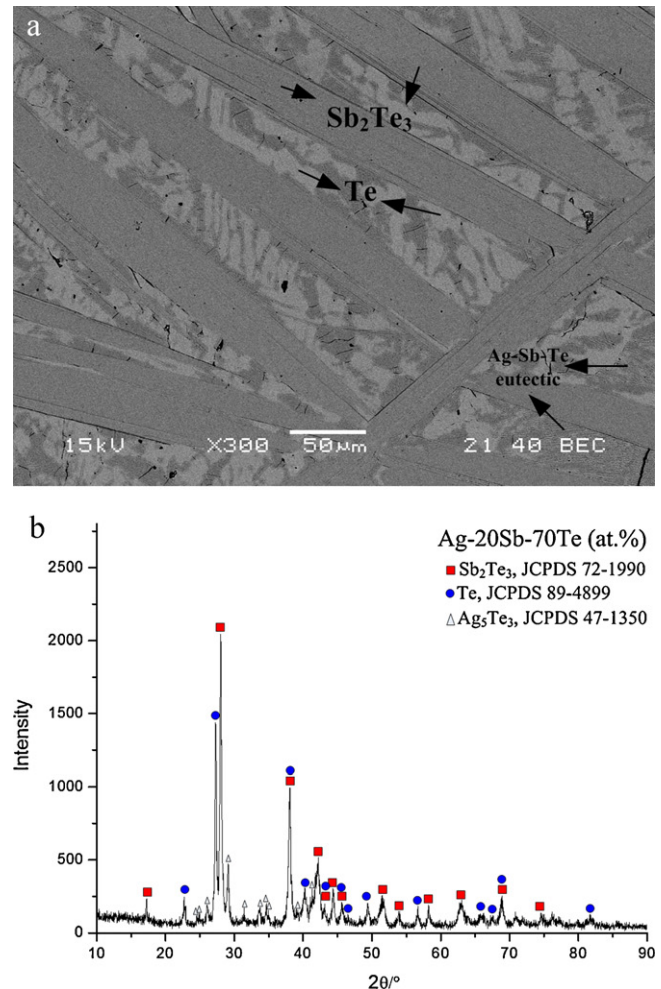 a
Sb₂Te₃
Te
Ag-Sb-Te
eutectic
15kV X300 50μm 21 40 BEC
b
Ag-20Sb-70Te (at.%)
Sb₂Te₃, JCPDS 72-1990
Te, JCPDS 89-4899
Ag₅Te₃, JCPDS 47-1350
2500
2000
1500
1000
500
0
Intensity
10 20 30 40 50 60 70 80 90
2θ/°